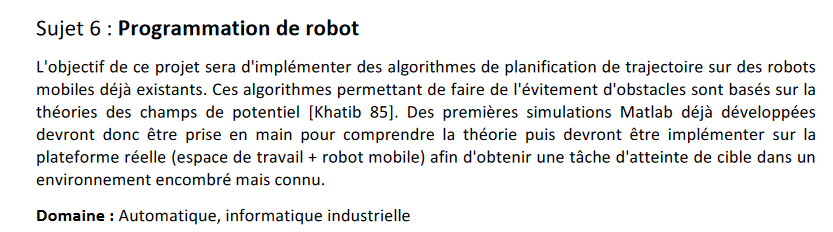 Sujet 6 : Programmation de robot
L'objectif de ce projet sera d'implémenter des algorithmes de planification de trajectoire sur des robots
mobiles déjà existants. Ces algorithmes permettant de faire de l'évitement d'obstacles sont basés sur la
théories des champs de potentiel [Khatib 85]. Des premières simulations Matlab déjà développées
devront donc être prise en main pour comprendre la théorie puis devront être implémenter sur la
plateforme réelle (espace de travail + robot mobile) afin d'obtenir une tâche d'atteinte de cible dans un
environnement encombré mais connu.
Domaine : Automatique, informatique industrielle